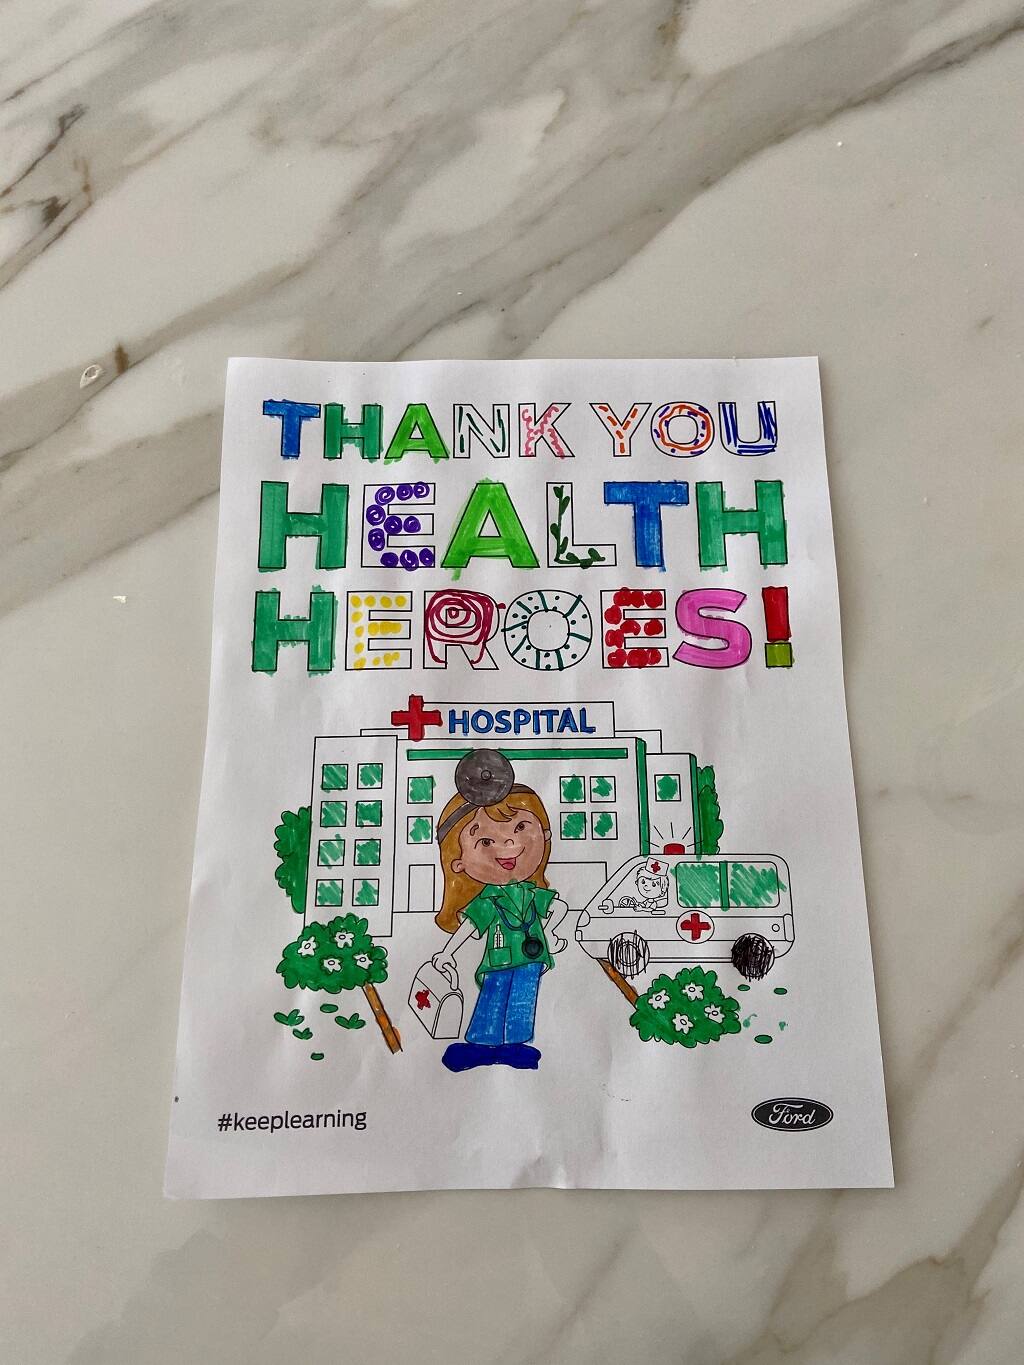 THANK YOU
HEALTH
HEROES!
HOSPITAL
#keeplearning
Ford